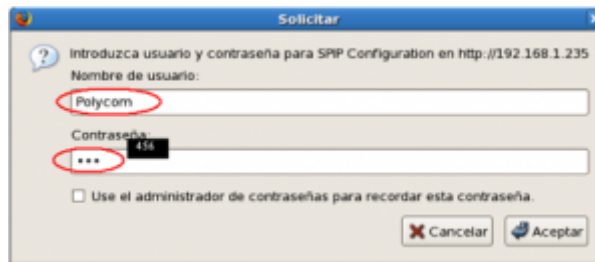 Solicitar
Introduzca usuario y contraseña para SPIP Configuration en http://192.168.1.235
Nombre de usuario:
Polycom
Contraseña:
456
•••
Use el administrador de contraseñas para recordar esta contraseña.
Cancelar
Aceptar